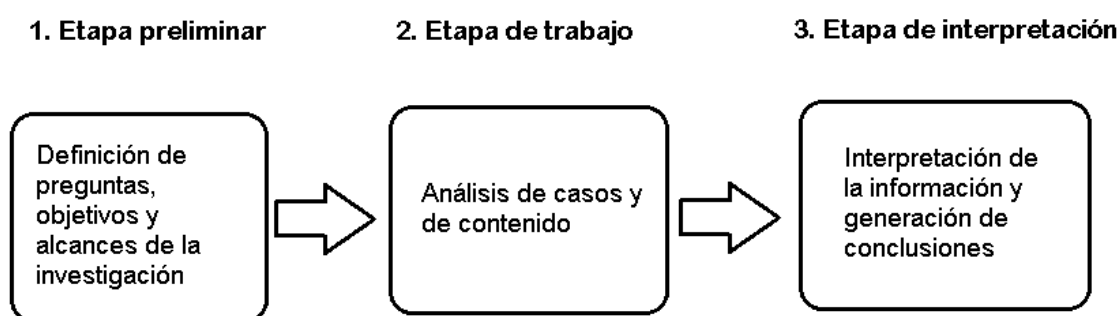 1. Etapa preliminar
2. Etapa de trabajo
3. Etapa de interpretación
Definición de
preguntas,
objetivos y
alcances de la
investigación
Análisis de casos y
de contenido
Interpretación de
la información y
generación de
conclusiones